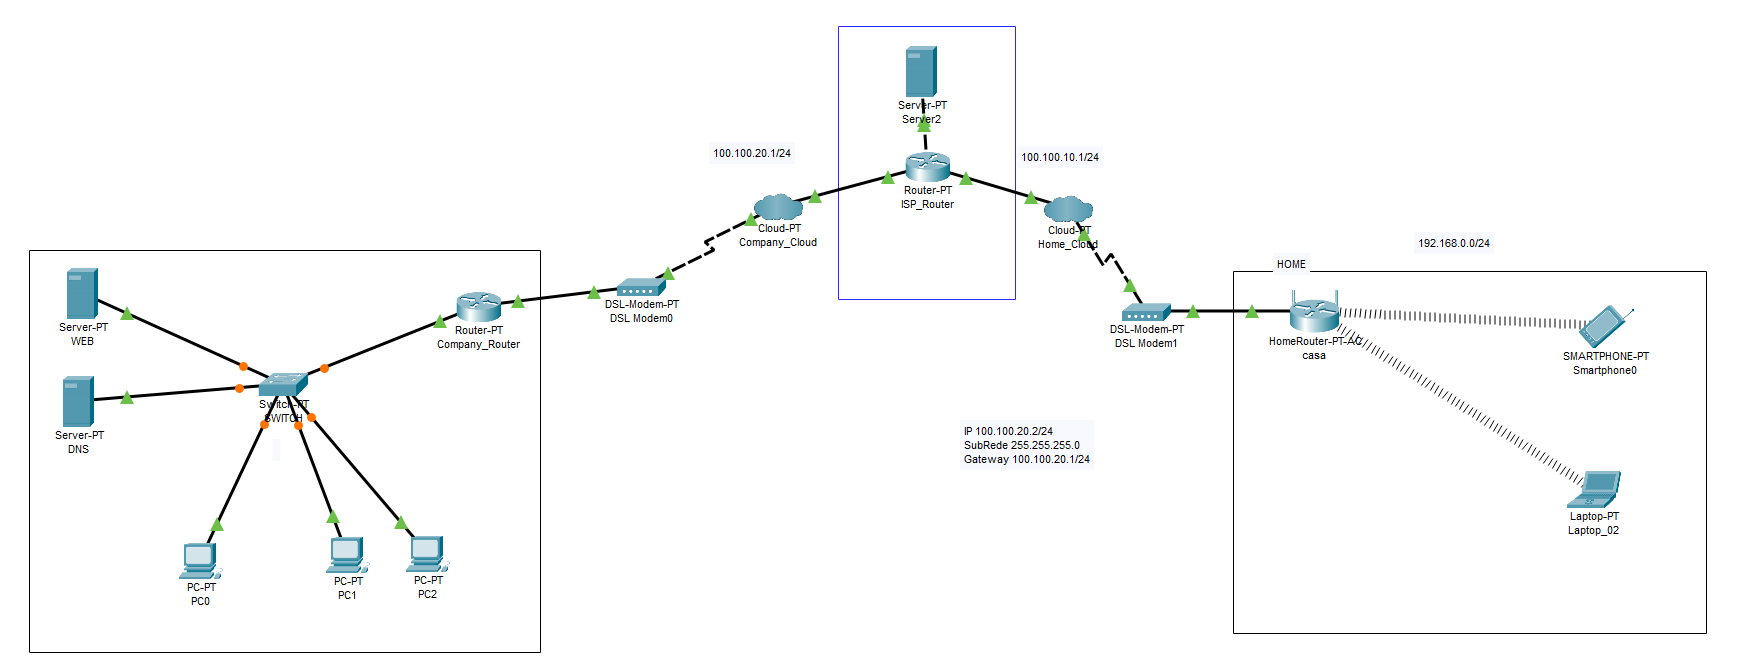 Server-PT
Server2
100.100.20.1/24
100.100.10.1/24
Router-PT
ISP_Router
Cloud-PT
Company_Cloud
Cloud-PT
Home_Cloud
192.168.0.0/24
HOME
DSL-Modem-PT
DSL Modem0
Server-PT
WEB
Router-PT
Company_Router
DSL-Modem-PT
DSL Modem1
HomeRouter-PT-AC
casa
SMARTPHONE-PT
Smartphone0
Switch-PT
SWITCH
Server-PT
DNS
IP 100.100.20.2/24
SubRede 255.255.255.0
Gateway 100.100.20.1/24
Laptop-PT
Laptop_02
PC-PT
PC0
PC-PT
PC1
PC-PT
PC2